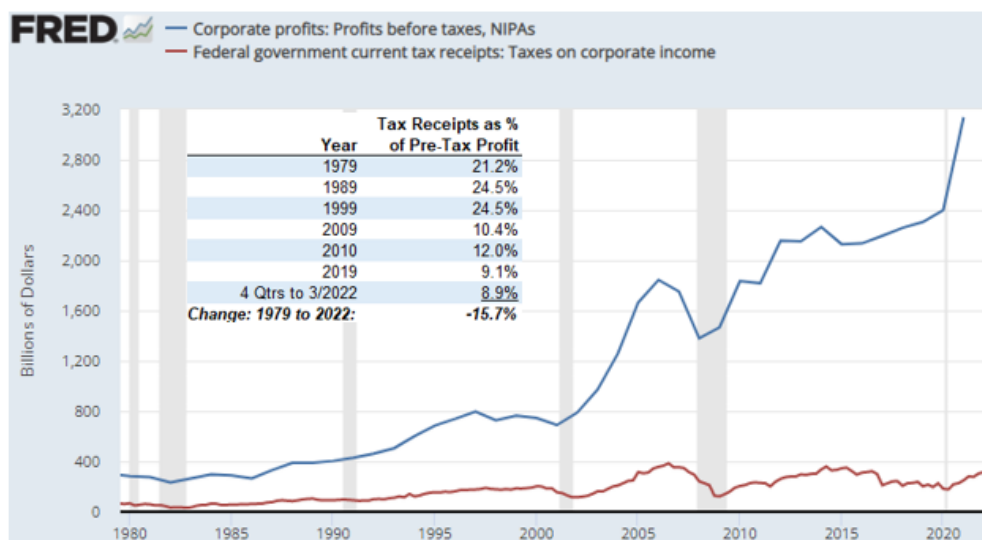 FRED
Corporate profits: Profits before taxes, NIPAs
Federal government current tax receipts: Taxes on corporate income
Billions of Dollars
3,200
2,800
2,400
2,000
1,600
1,200
800
400
0
Tax Receipts as %
Year of Pre-Tax Profit
1979 21.2%
1989 24.5%
1999 24.5%
2009 10.4%
2010 12.0%
2019 9.1%
4 Qtrs to 3/2022 8.9%
Change: 1979 to 2022: -15.7%
1980 1985 1990 1995 2000 2005 2010 2015 2020